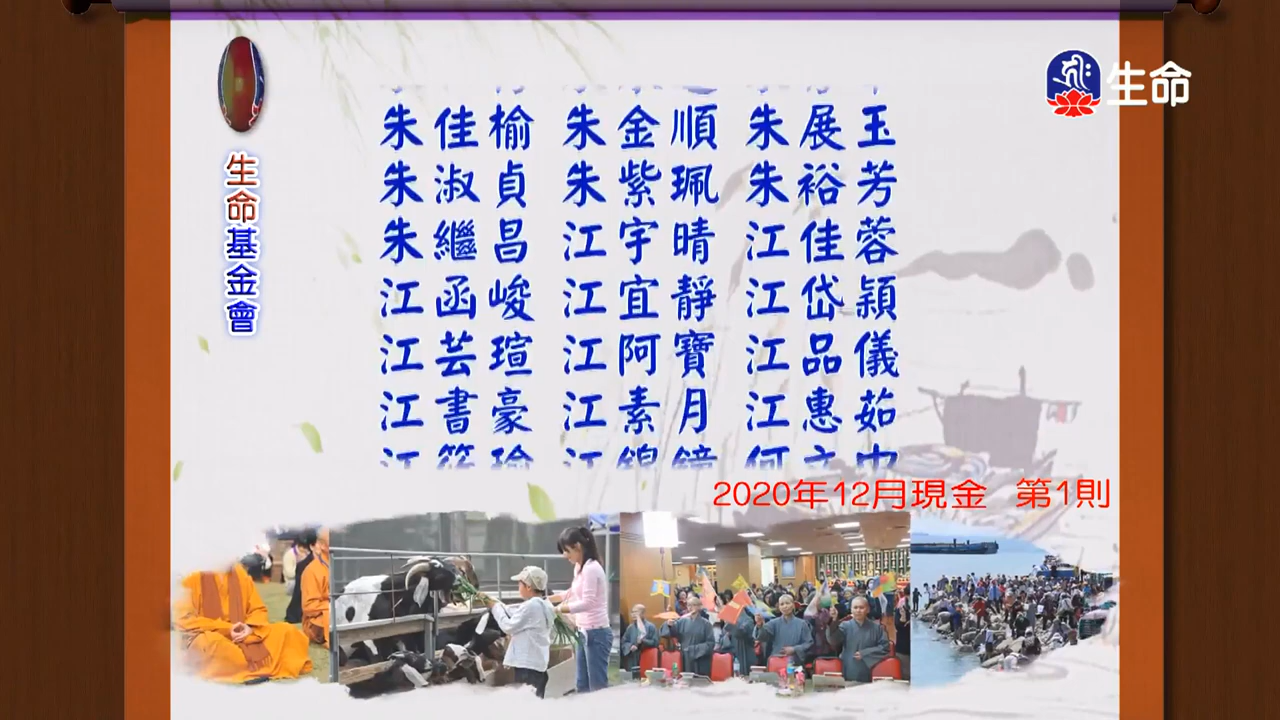 生命
生命基金會
朱佳榆 朱金順 朱展玉
朱淑貞 朱紫珮 朱裕芳
朱繼昌 江宇晴 江佳蓉
江函峻 江宜靜 江岱穎
江芸瑄 江阿寶 江品儀
江書豪 江素月 江惠茹
2020年12月現金 第1則